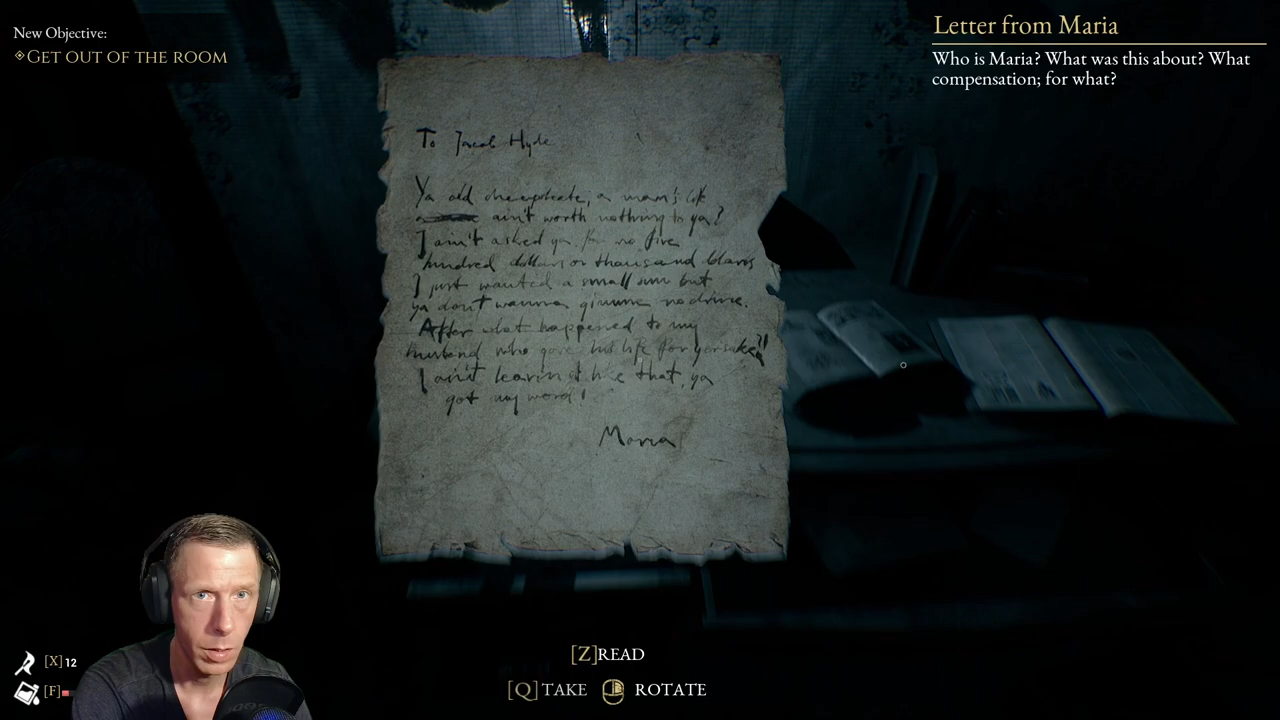 New Objective:
GET OUT OF THE ROOM
Letter from Maria
Who is Maria? What was this about? What
compensation; for what?
To Jacob Hyde
Ya old cheapskate, a man's life
ain't worth nothing to ya?
I ain't asked ya for no five
hundred dollars or thousand dollars
I just wanted a small sum but
ya don't wanna gimme no dime.
After what happened to my
husband who gave his life for yer sake?!
I ain't leavin it like that, ya
got my word!
Maria
[Z]READ
[Q]TAKE ROTATE
[X] 12
[F]